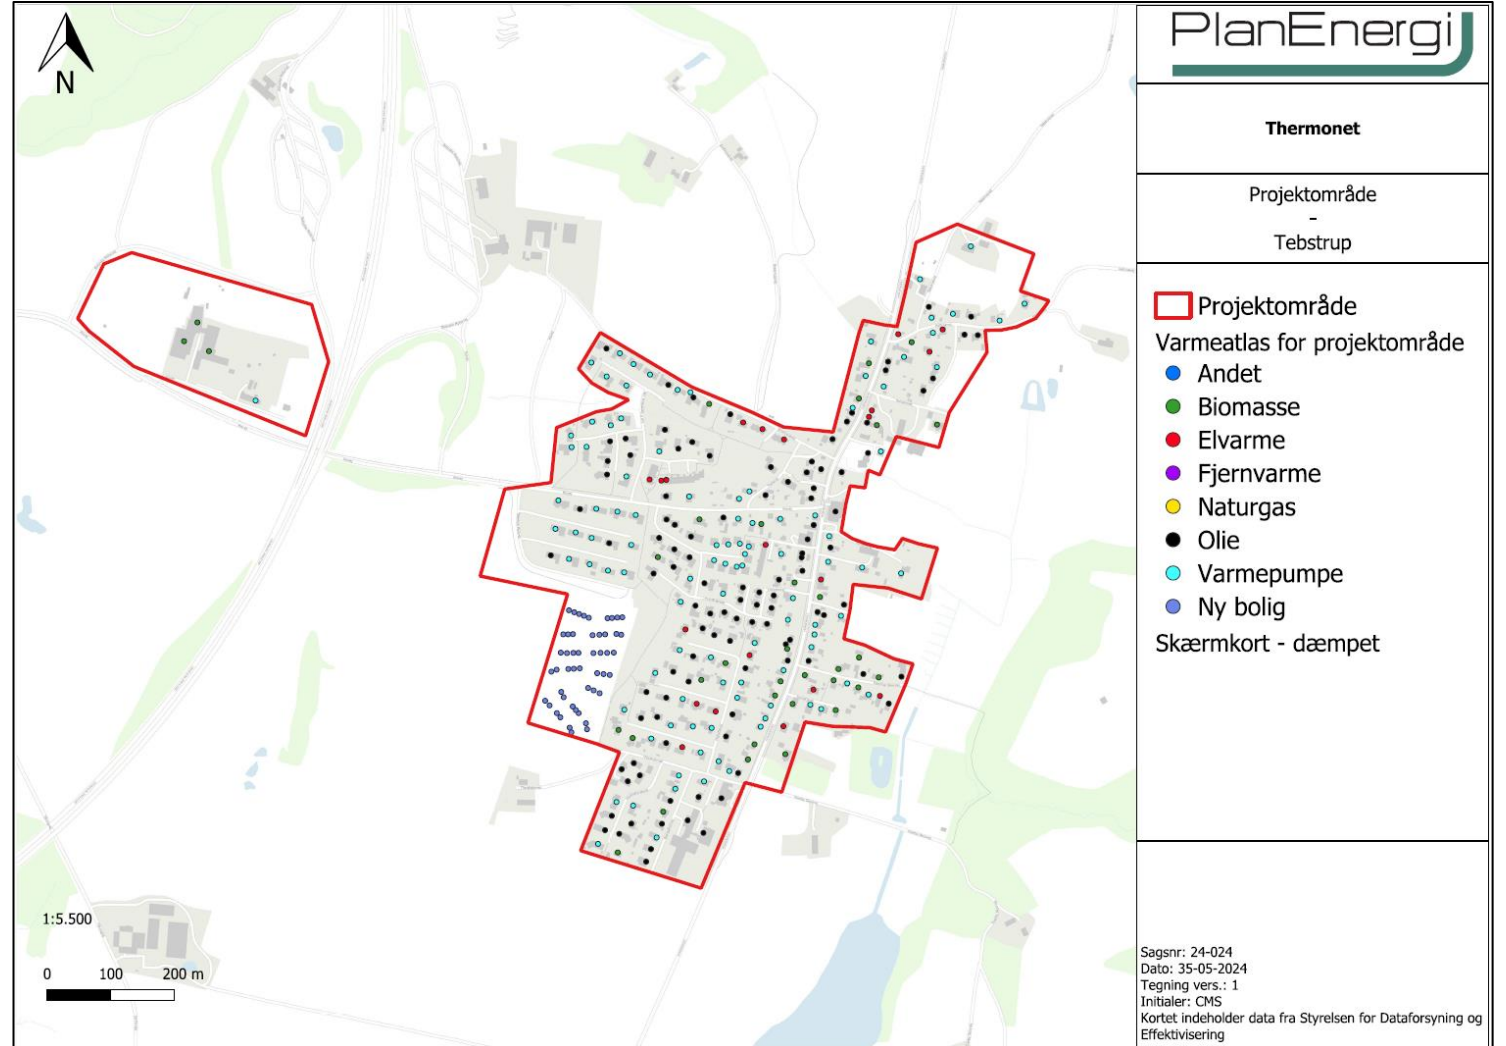 N
PlanEnergi
Thermonet
Projektområde
-
Tebstrup
Projektområde
Varmeatlas for projektområde
Andet
Biomasse
Elvarme
Fjernvarme
Naturgas
Olie
Varmepumpe
Ny bolig
Skærmkort - dæmpet
1:5.500
0 100 200 m
Sagsnr: 24-024
Dato: 35-05-2024
Tegning vers.: 1
Initialer: CMS
Kortet indeholder data fra Styrelsen for Dataforsyning og
Effektivisering